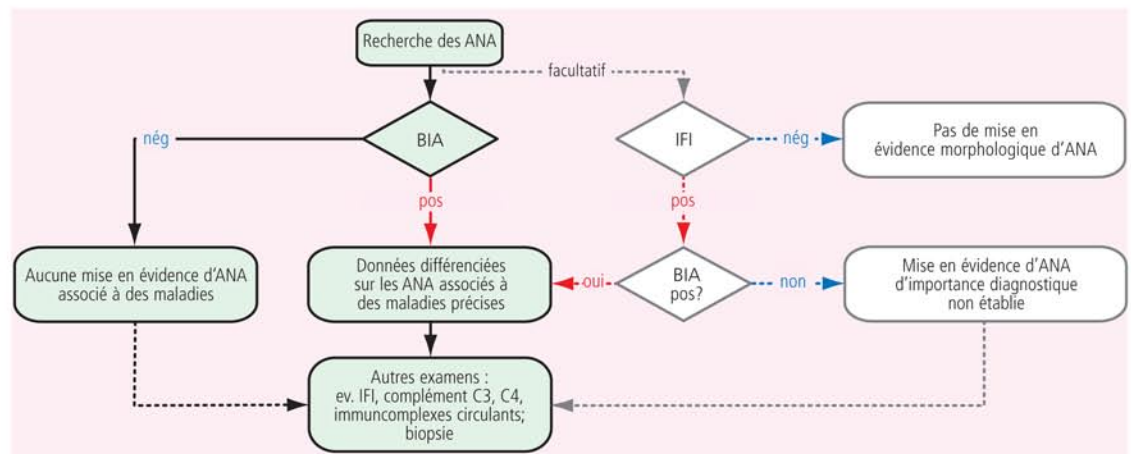 Recherche des ANA
facultatif
nég
BIA
IFI
nég
Pas de mise en
évidence morphologique d'ANA
pos
pos
Aucune mise en évidence d'ANA
associé à des maladies
Données différenciées
sur les ANA associés à
des maladies précises
oui
BIA
pos?
non
Mise en évidence d'ANA
d'importance diagnostique
non établie
Autres examens :
ev. IFI, complément C3, C4,
immuncomplexes circulants;
biopsie